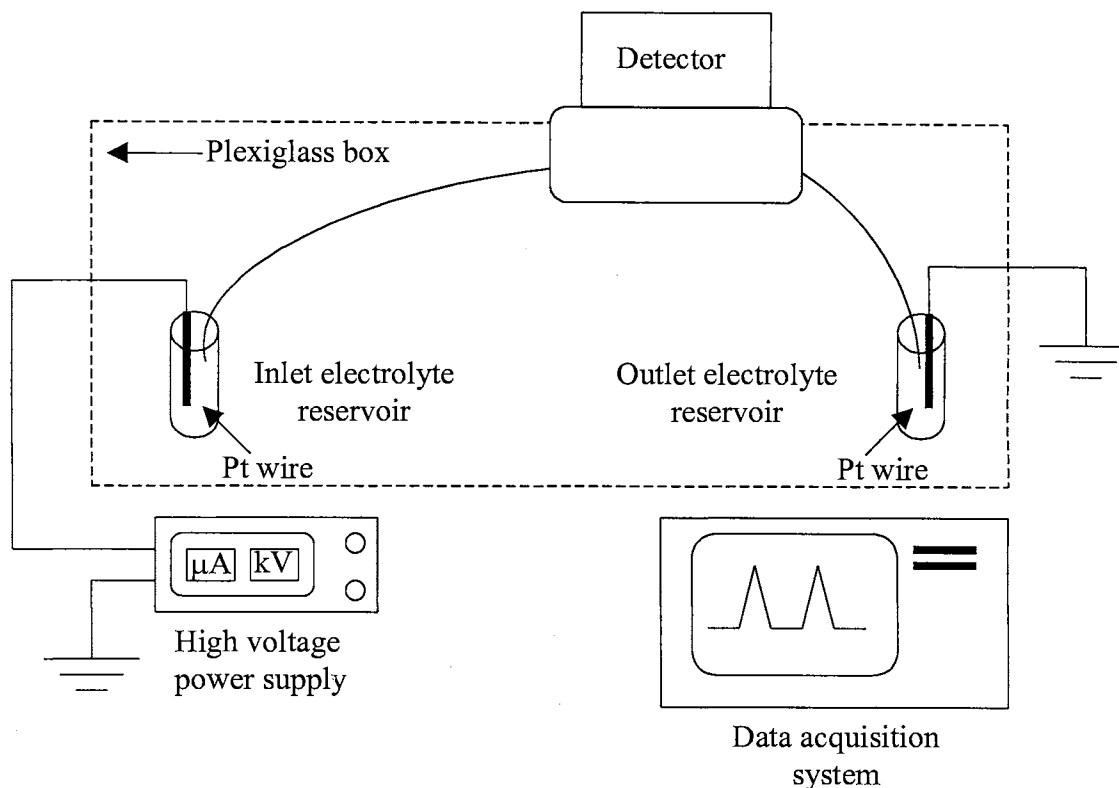 Detector
Plexiglass box
Inlet electrolyte
reservoir
Outlet electrolyte
reservoir
Pt wire
Pt wire
µA kV
High voltage
power supply
Data acquisition
system